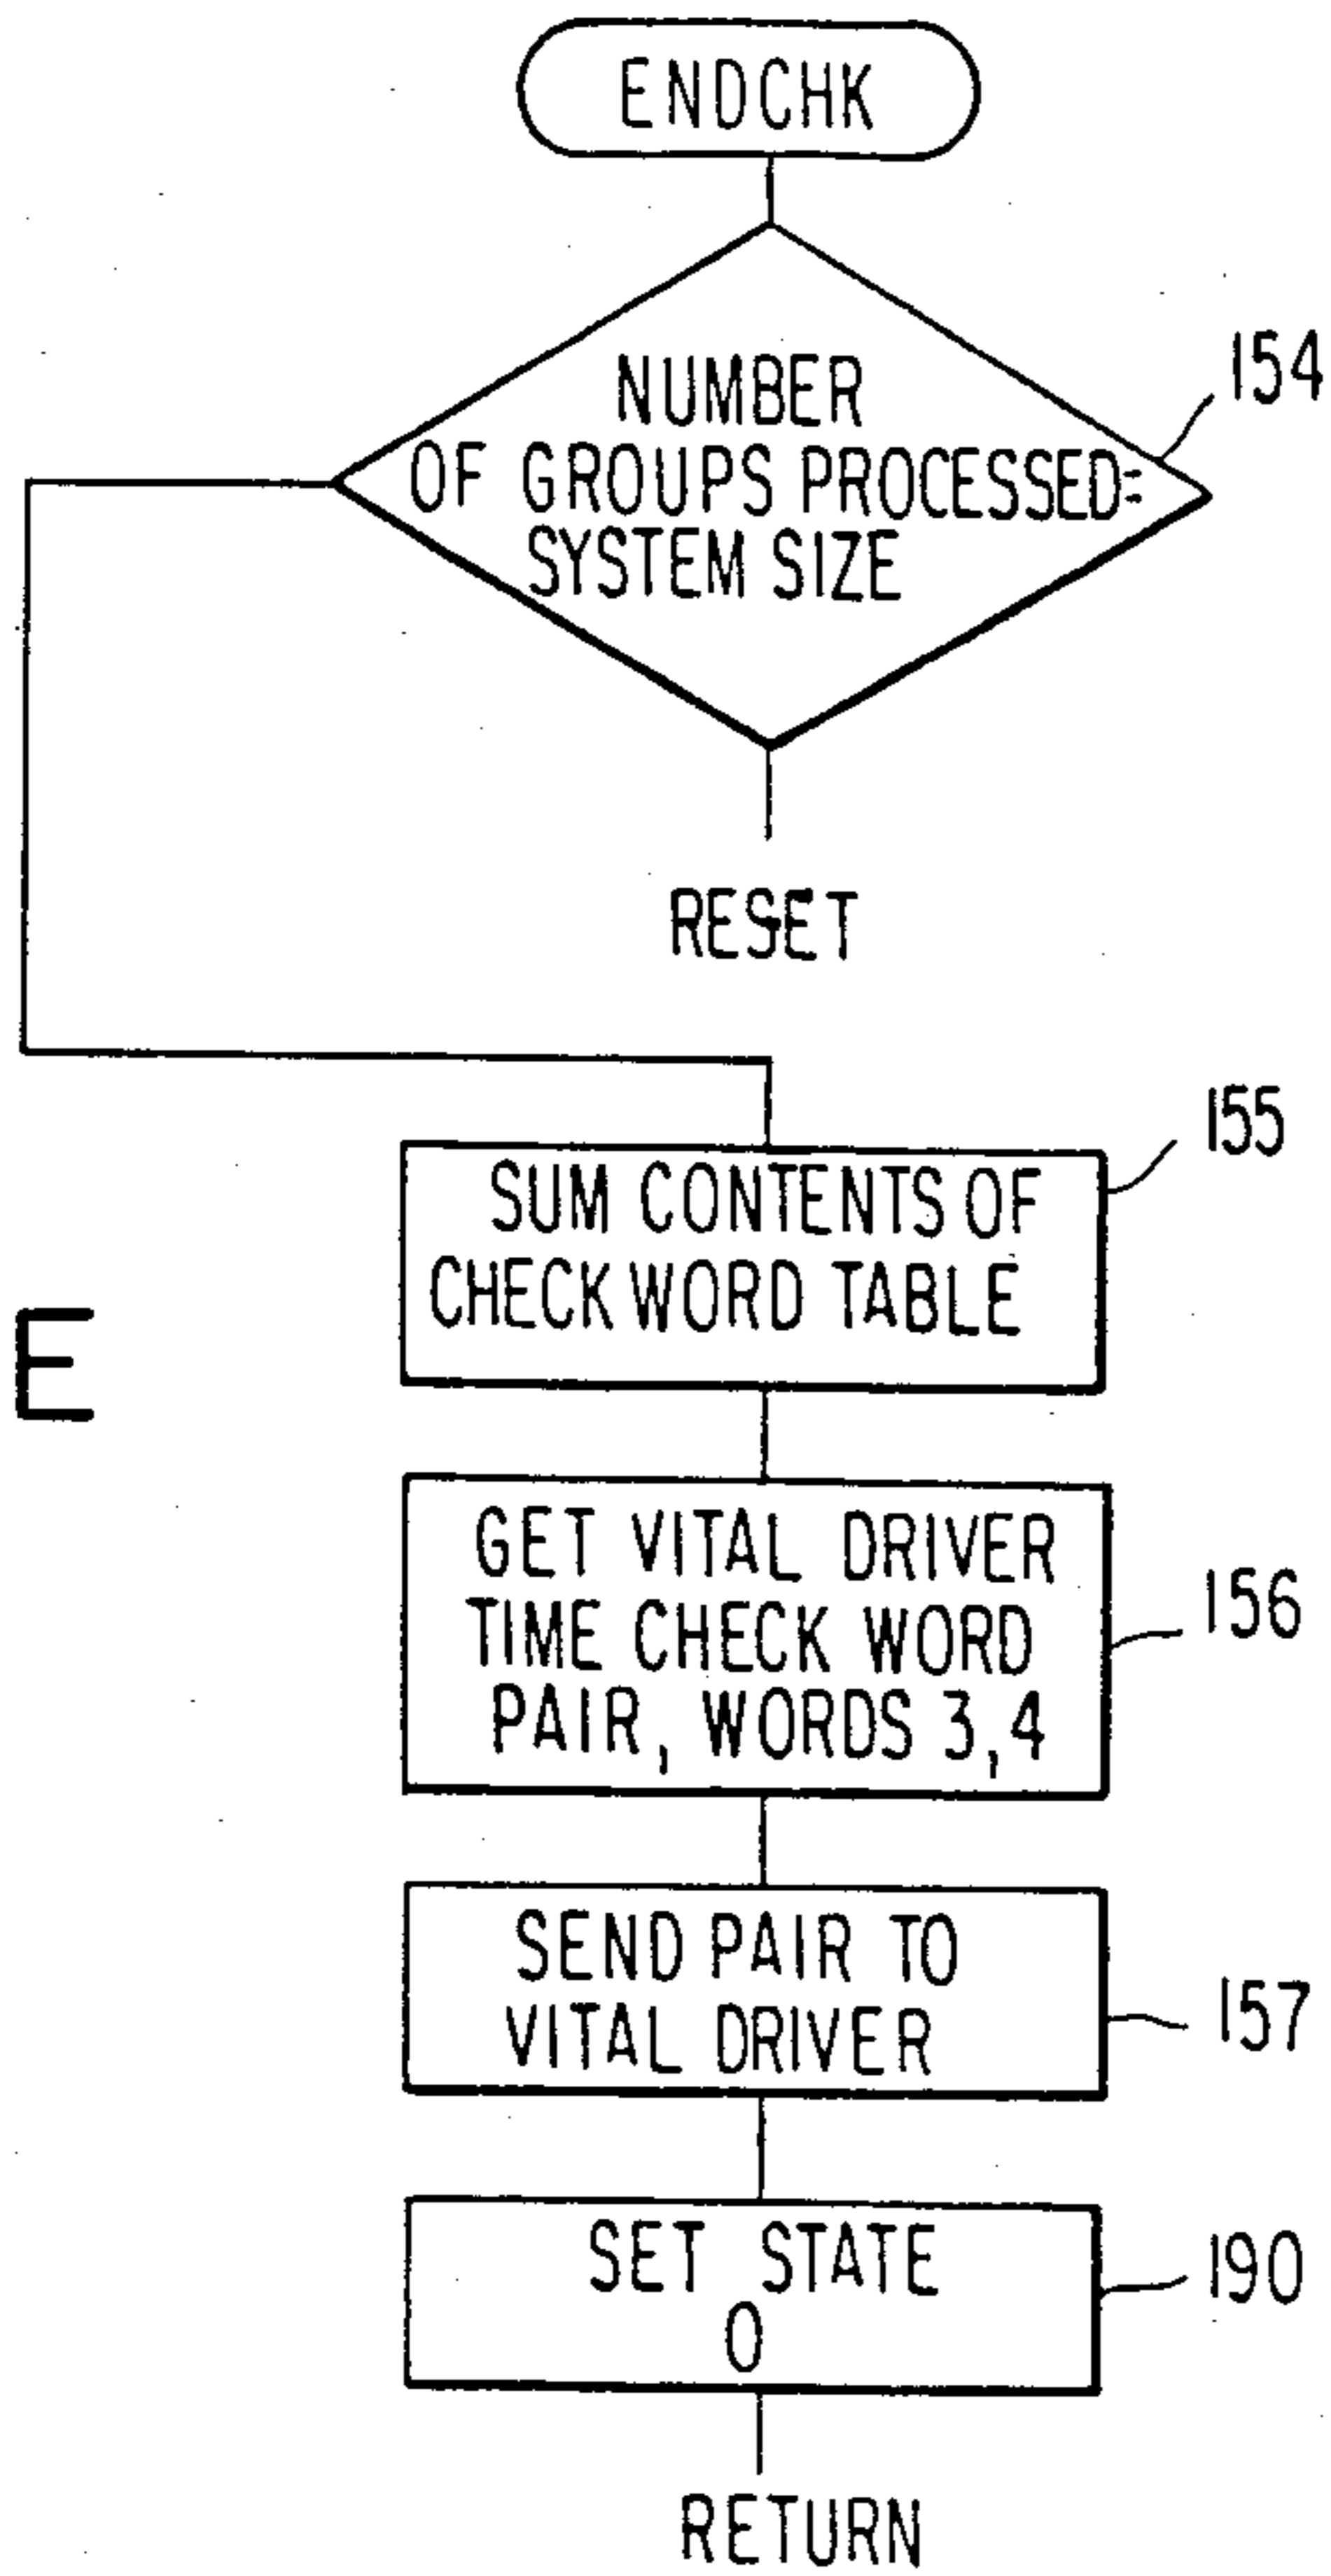 ENDCHK
NUMBER
OF GROUPS PROCESSED=
SYSTEM SIZE
154
RESET
155
SUM CONTENTS OF
CHECK WORD TABLE
E
GET VITAL DRIVER
TIME CHECK WORD
PAIR, WORDS 3,4
156
SEND PAIR TO
VITAL DRIVER
157
SET STATE
0
190
RETURN